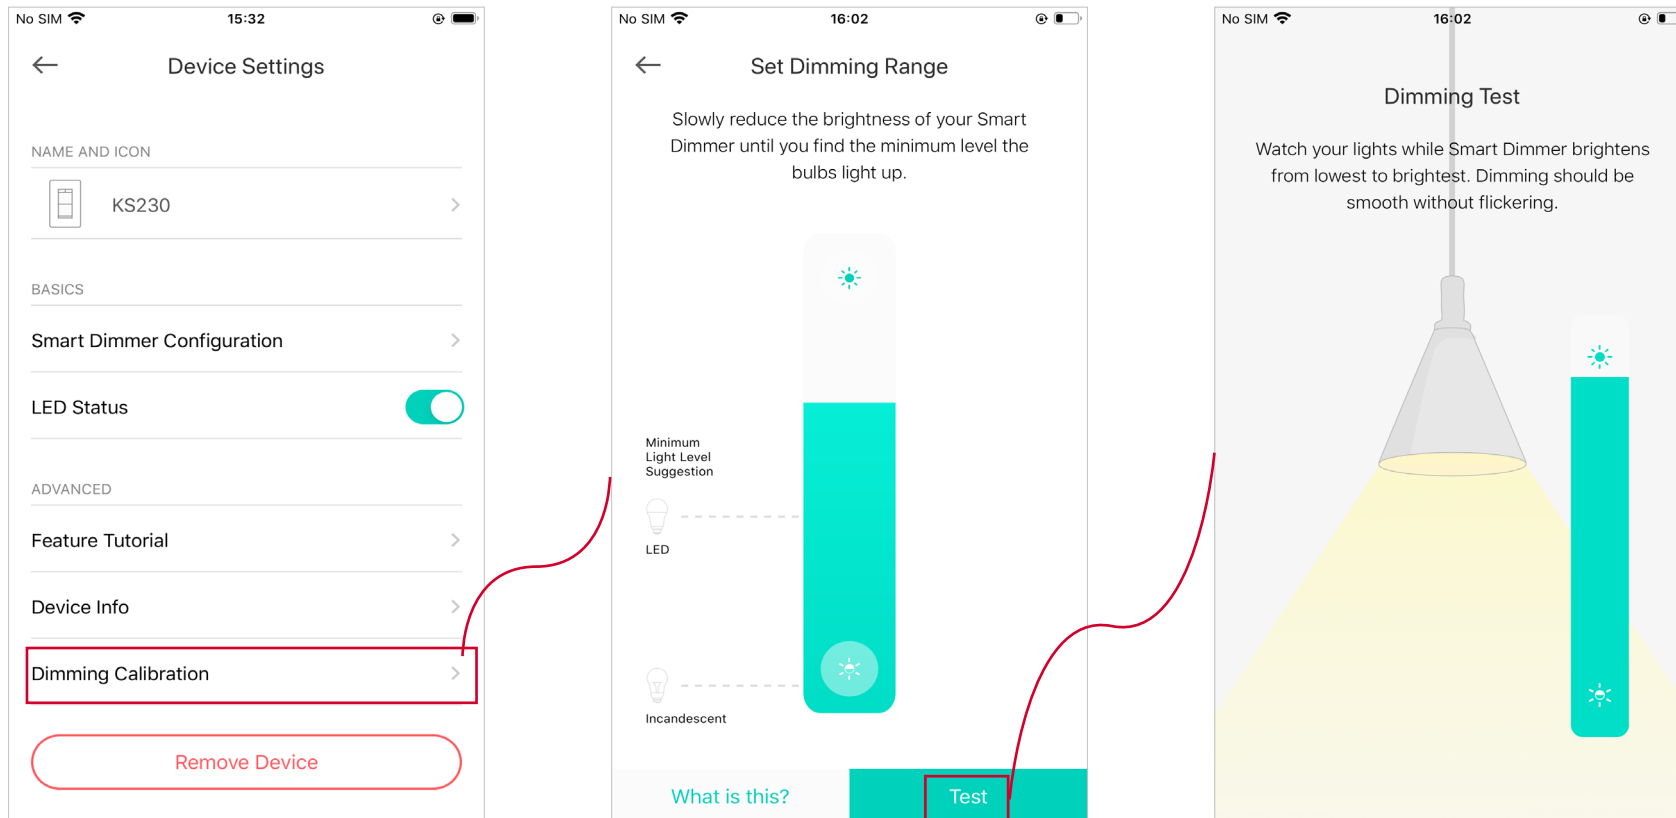 No SIM 15:32
Device Settings
NAME AND ICON
KS230
BASICS
Smart Dimmer Configuration
LED Status
ADVANCED
Feature Tutorial
Device Info
Dimming Calibration
Remove Device
No SIM 16:02
Set Dimming Range
Slowly reduce the brightness of your Smart
Dimmer until you find the minimum level the
bulbs light up.
Minimum
Light Level
Suggestion
LED
Incandescent
What is this? Test
No SIM 16:02
Dimming Test
Watch your lights while Smart Dimmer brightens
from lowest to brightest. Dimming should be
smooth without flickering.